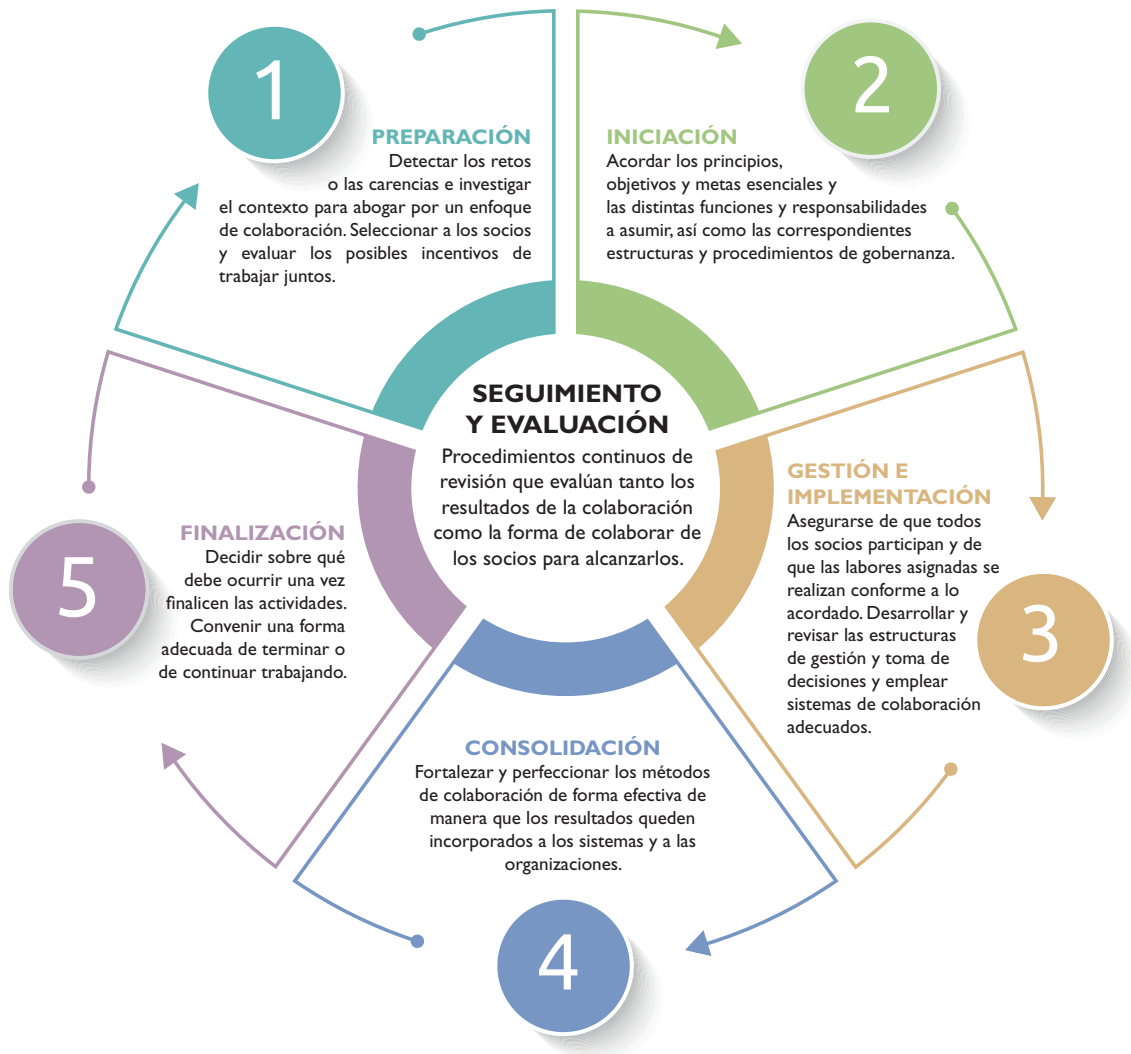 1
PREPARACIÓN
Detectar los retos
o las carencias e investigar
el contexto para abogar por un enfoque
de colaboración. Seleccionar a los socios
y evaluar los posibles incentivos de
trabajar juntos.
2
INICIACIÓN
Acordar los principios,
objetivos y metas esenciales y
las distintas funciones y responsabilidades
a asumir, así como las correspondientes
estructuras y procedimientos de gobernanza.
SEGUIMIENTO
Y EVALUACIÓN
Procedimientos continuos de
revisión que evalúan tanto los
resultados de la colaboración
como la forma de colaborar de
los socios para alcanzarlos.
GESTIÓN E
IMPLEMENTACIÓN
Asegurarse de que todos
los socios participan y de
que las labores asignadas se
realizan conforme a lo
acordado. Desarrollar y
revisar las estructuras
de gestión y toma de
decisiones y emplear
sistemas de colaboración
adecuados.
3
CONSOLIDACIÓN
Fortalezar y perfeccionar los métodos
de colaboración de forma efectiva de
manera que los resultados queden
incorporados a los sistemas y a las
organizaciones.
4
FINALIZACIÓN
Decidir sobre qué
debe ocurrir una vez
finalicen las actividades.
Convenir una forma
adecuada de terminar o
de continuar trabajando.
5